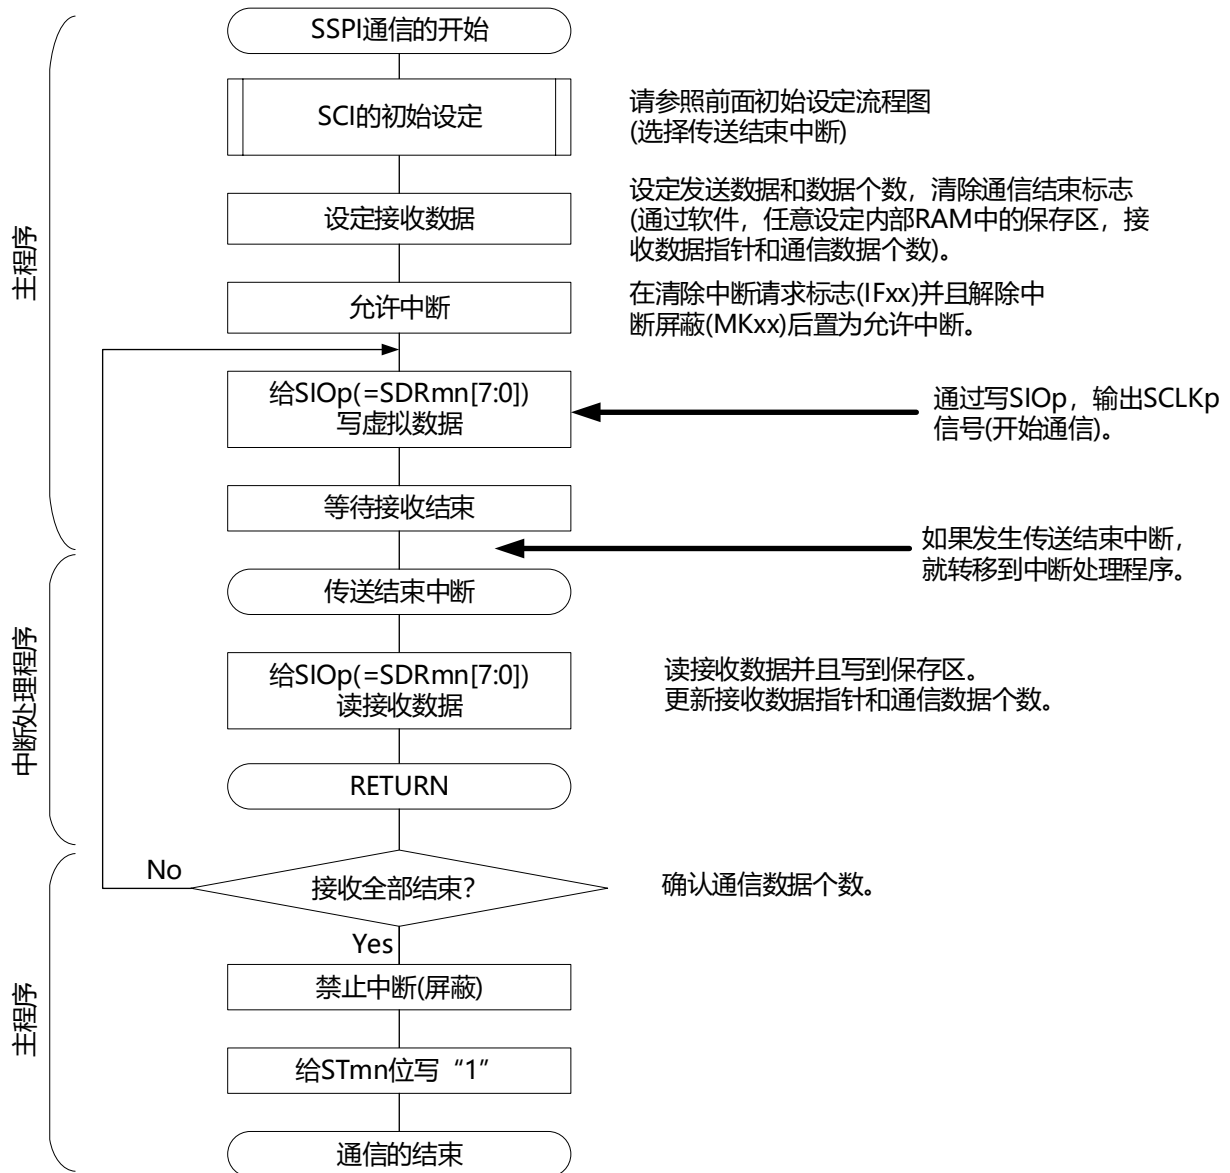 SSPI通信的开始
SCI的初始设定
请参照前面初始设定流程图
(选择传送结束中断)
设定接收数据
设定发送数据和数据个数，清除通信结束标志
(通过软件，任意设定内部RAM中的保存区，接
收数据指针和通信数据个数)。
主程序
允许中断
在清除中断请求标志(IFxx)并且解除中
断屏蔽(MKxx)后置为允许中断。
给SIOp(=SDRmn[7:0])
写虚拟数据
通过写SIOp，输出SCLKp
信号(开始通信)。
等待接收结束
如果发生传送结束中断，
就转移到中断处理程序。
传送结束中断
中断处理程序
给SIOp(=SDRmn[7:0])
读接收数据
读接收数据并且写到保存区。
更新接收数据指针和通信数据个数。
RETURN
No
接收全部结束？
确认通信数据个数。
Yes
主程序
禁止中断(屏蔽)
给STmn位写“1”
通信的结束